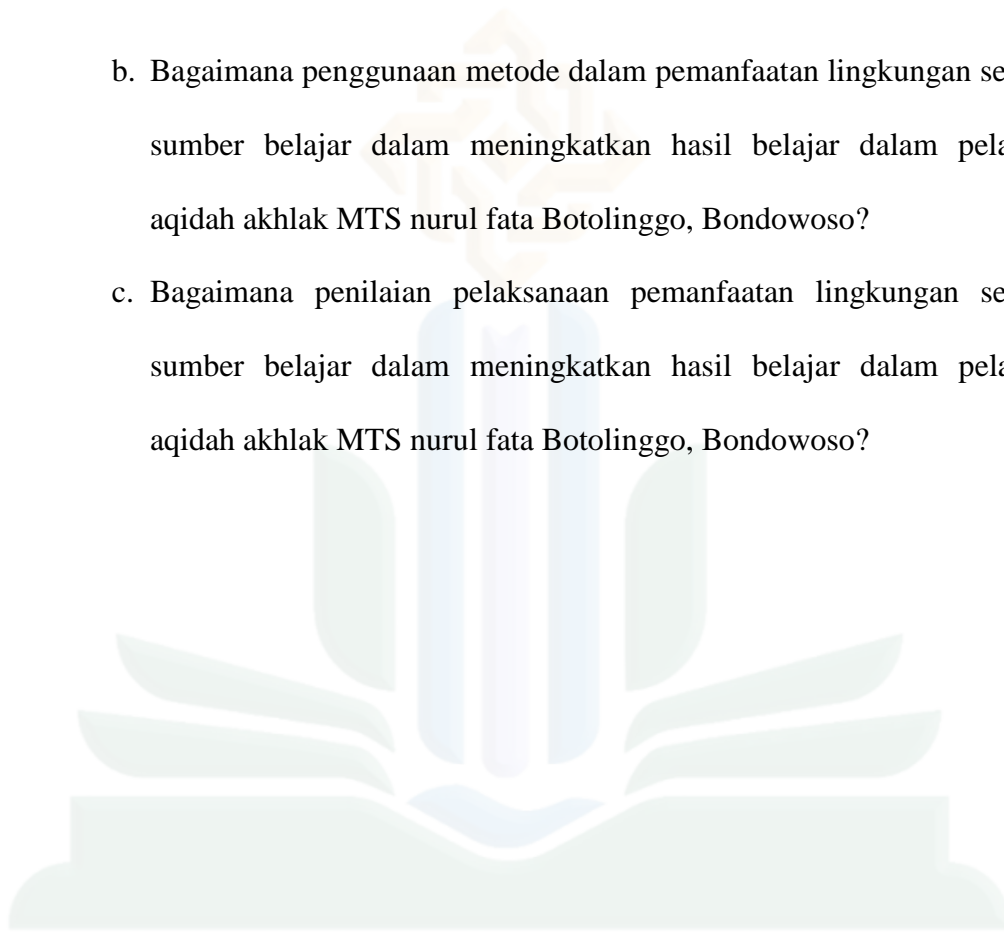 b. Bagaimana penggunaan metode dalam pemanfaatan lingkungan se
sumber belajar dalam meningkatkan hasil belajar dalam pela
aqidah akhlak MTS nurul fata Botolinggo, Bondowoso?
c. Bagaimana penilaian pelaksanaan pemanfaatan lingkungan se
sumber belajar dalam meningkatkan hasil belajar dalam pela
aqidah akhlak MTS nurul fata Botolinggo, Bondowoso?